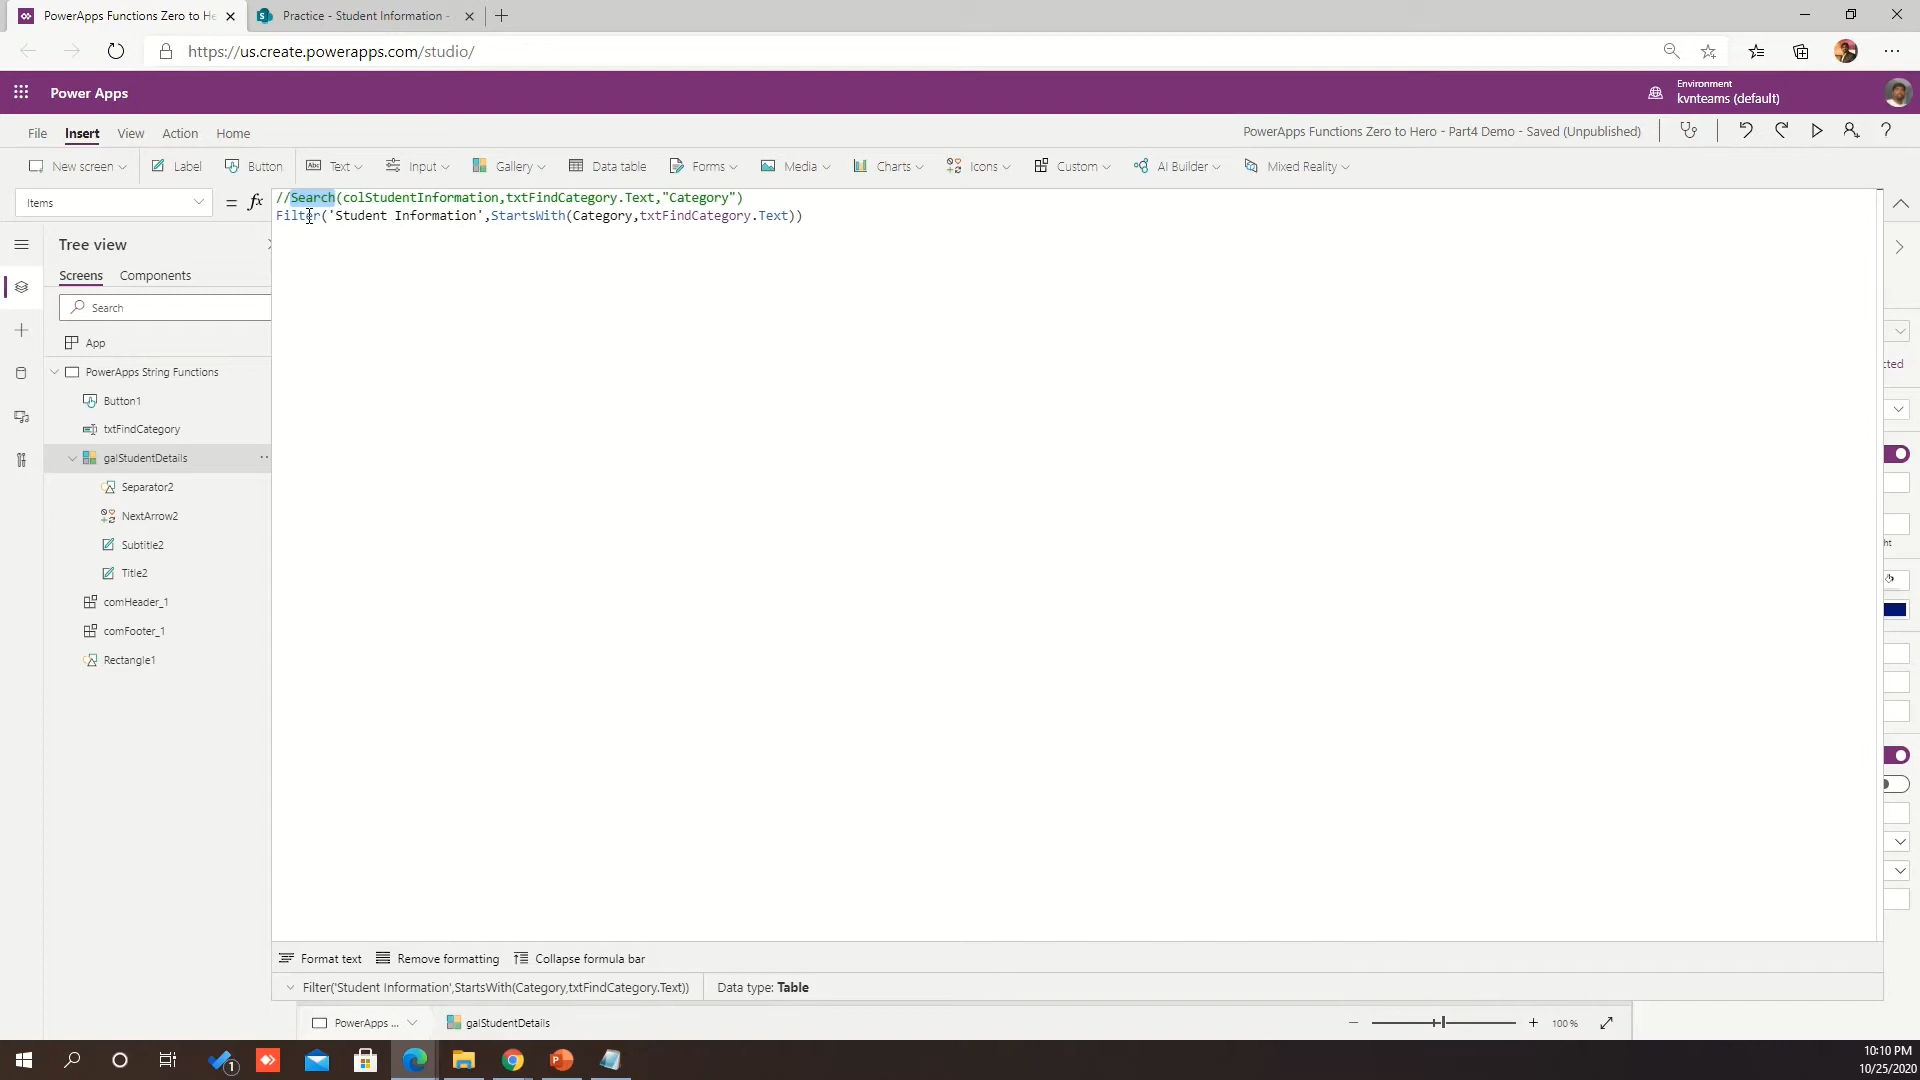 PowerApps Functions Zero to He
Practice - Student Information -
https://us.create.powerapps.com/studio/
Power Apps
Environment
kvnteams (default)
File Insert View Action Home
PowerApps Functions Zero to Hero - Part4 Demo - Saved (Unpublished)
New screen Label Button Text Input Gallery Data table Forms Media Charts Icons Custom AI Builder Mixed Reality
Items = fx
//Search(colStudentInformation,txtFindCategory.Text,"Category")
Filter('Student Information',StartsWith(Category,txtFindCategory.Text))
Tree view
Screens Components
Search
App
PowerApps String Functions
Button1
txtFindCategory
galStudentDetails
Separator2
NextArrow2
Subtitle2
Title2
comHeader_1
comFooter_1
Rectangle1
cted
ht
Format text Remove formatting Collapse formula bar
Filter('Student Information',StartsWith(Category,txtFindCategory.Text)) Data type: Table
PowerApps ... galStudentDetails
100 %
10:10 PM
10/25/2020